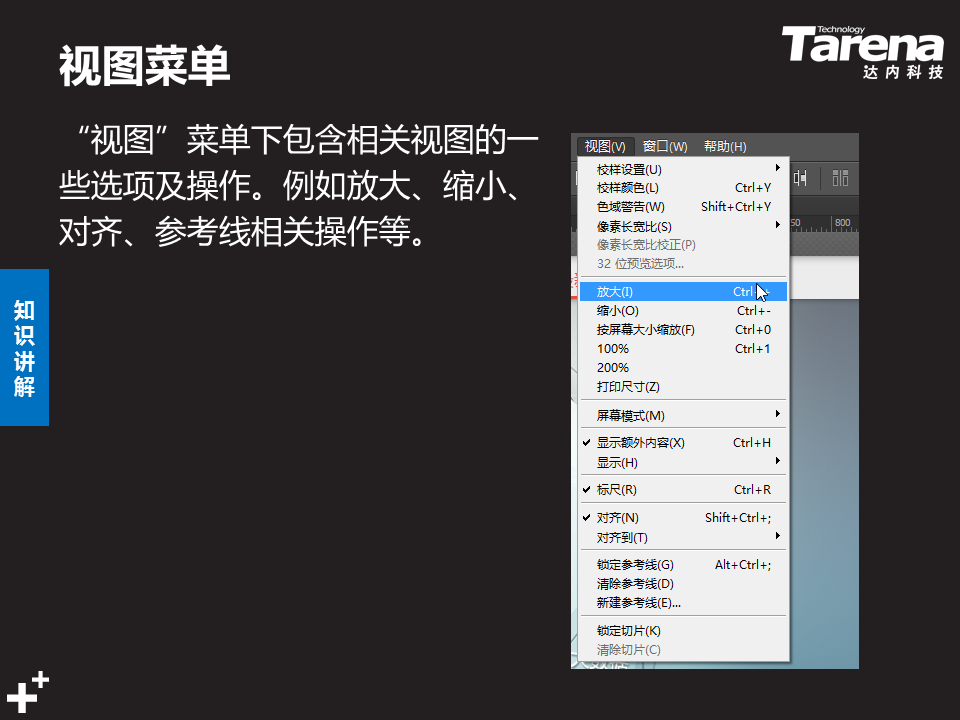 视图菜单
Technology
Tarena
达内科技
“视图”菜单下包含相关视图的一
些选项及操作。例如放大、缩小、
对齐、参考线相关操作等。
知
识
讲
解
视图(V) 窗口(W) 帮助(H)
校样设置(U)
校样颜色(L) Ctrl+Y
色域警告(W) Shift+Ctrl+Y
像素长宽比(S)
50 800
像素长宽比校正(P)
32 位预览选项...
放大(I) Ctrl++
缩小(O) Ctrl+-
按屏幕大小缩放(F) Ctrl+0
100% Ctrl+1
200%
打印尺寸(Z)
屏幕模式(M)
显示额外内容(X) Ctrl+H
显示(H)
标尺(R) Ctrl+R
对齐(N) Shift+Ctrl+;
对齐到(T)
锁定参考线(G) Alt+Ctrl+;
清除参考线(D)
新建参考线(E)...
锁定切片(K)
清除切片(C)